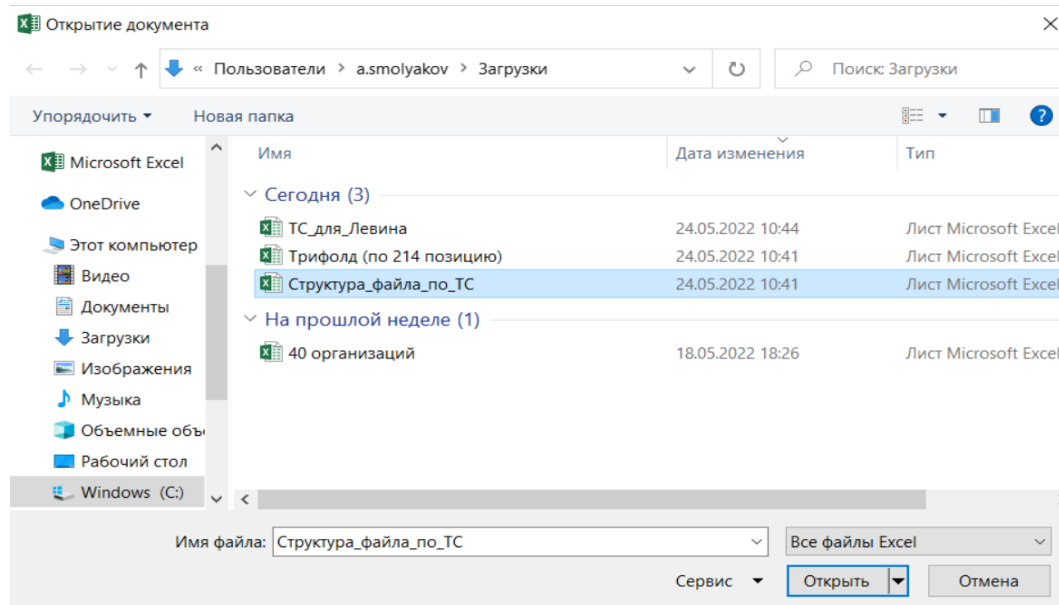 Открытие документа
« Пользователи > a.smolyakov > Загрузки Поиск: Загрузки
Упорядочить Новая папка
Имя Дата изменения Тип
Microsoft Excel
OneDrive
Этот компьютер
Видео
Документы
Загрузки
Изображения
Музыка
Объемные объ
Рабочий стол
Windows (C:)
Сегодня (3)
ТС_для_Левина 24.05.2022 10:44 Лист Microsoft Excel
Трифолд (по 214 позицию) 24.05.2022 10:41 Лист Microsoft Excel
Структура_файла_по_ТС 24.05.2022 10:41 Лист Microsoft Excel
На прошлой неделе (1)
40 организаций 18.05.2022 18:26 Лист Microsoft Excel
Имя файла: Структура_файла_по_ТС Все файлы Excel
Сервис Открыть Отмена